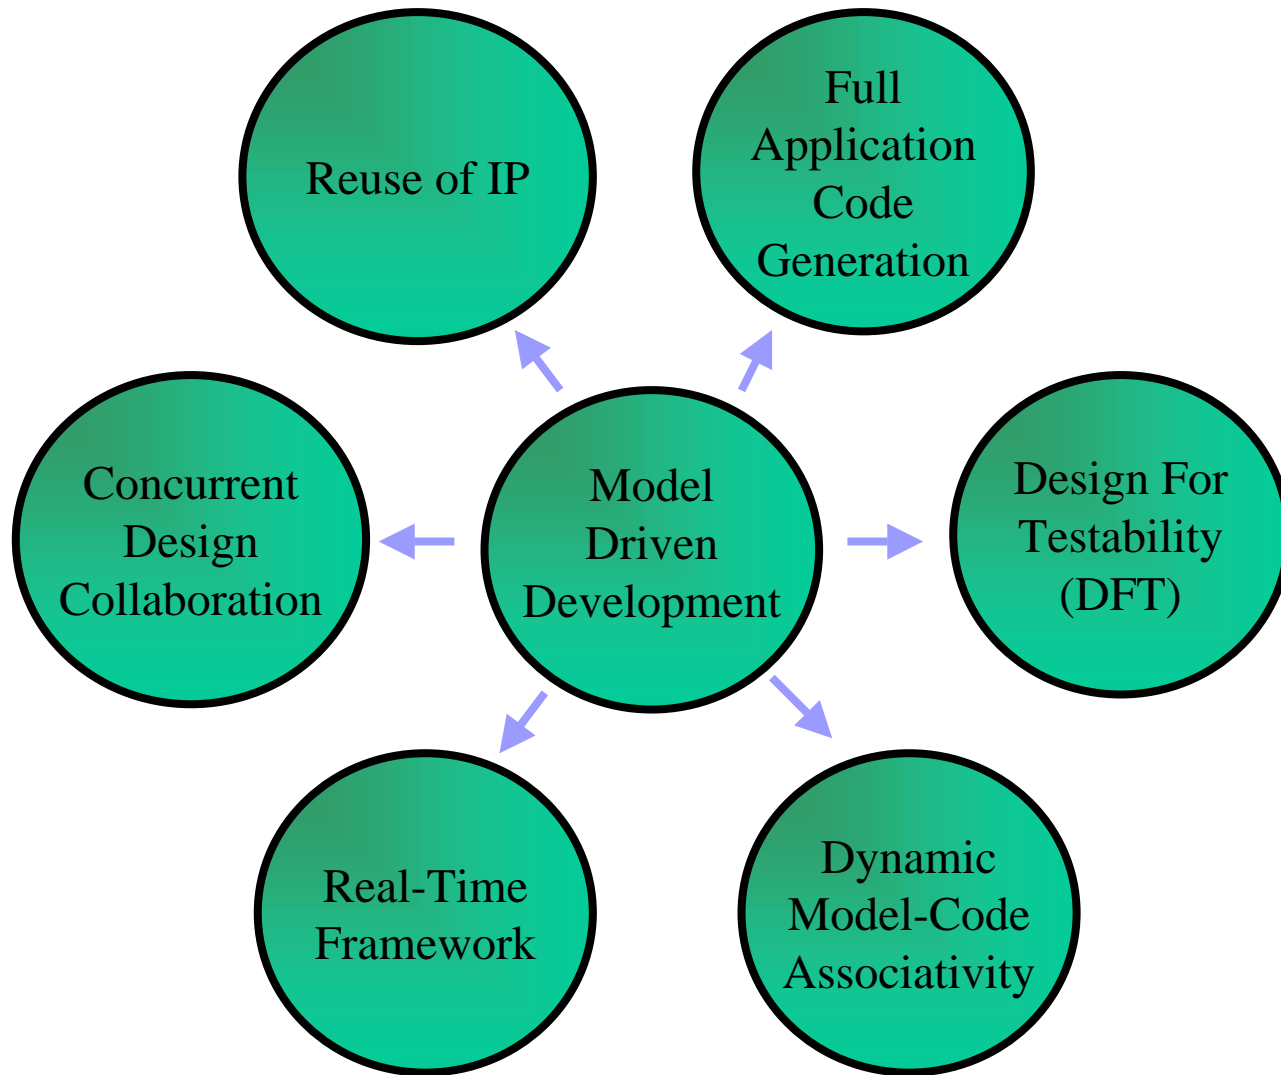 Reuse of IP
Full
Application
Code
Generation
Concurrent
Design
Collaboration
Model
Driven
Development
Design For
Testability
(DFT)
Real-Time
Framework
Dynamic
Model-Code
Associativity